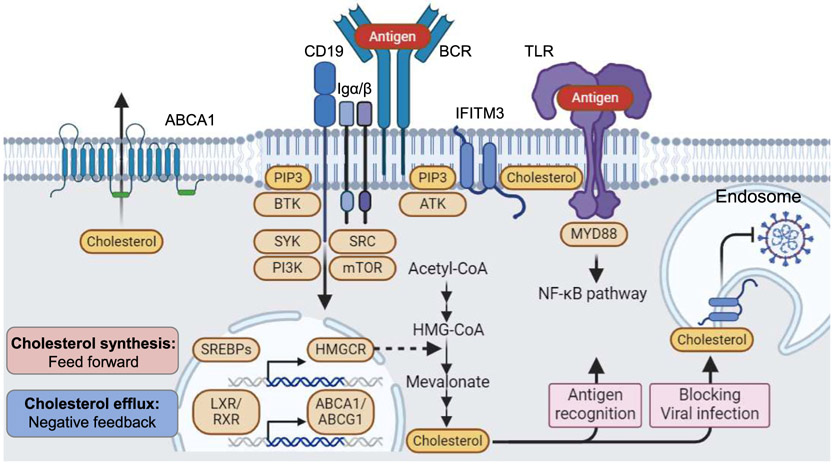 Antigen
CD19
BCR
TLR
Igα/β
Antigen
ABCA1
IFITM3
PIP3
BTK
PIP3
ATK
Cholesterol
Endosome
Cholesterol
SYK
SRC
PI3K
mTOR
MYD88
NF-κB pathway
Acetyl-CoA
HMG-CoA
Mevalonate
Cholesterol
Cholesterol
Cholesterol synthesis:
Feed forward
SREBPs
HMGCR
Cholesterol efflux:
Negative feedback
LXR/
RXR
ABCA1/
ABCG1
Antigen
recognition
Blocking
Viral infection